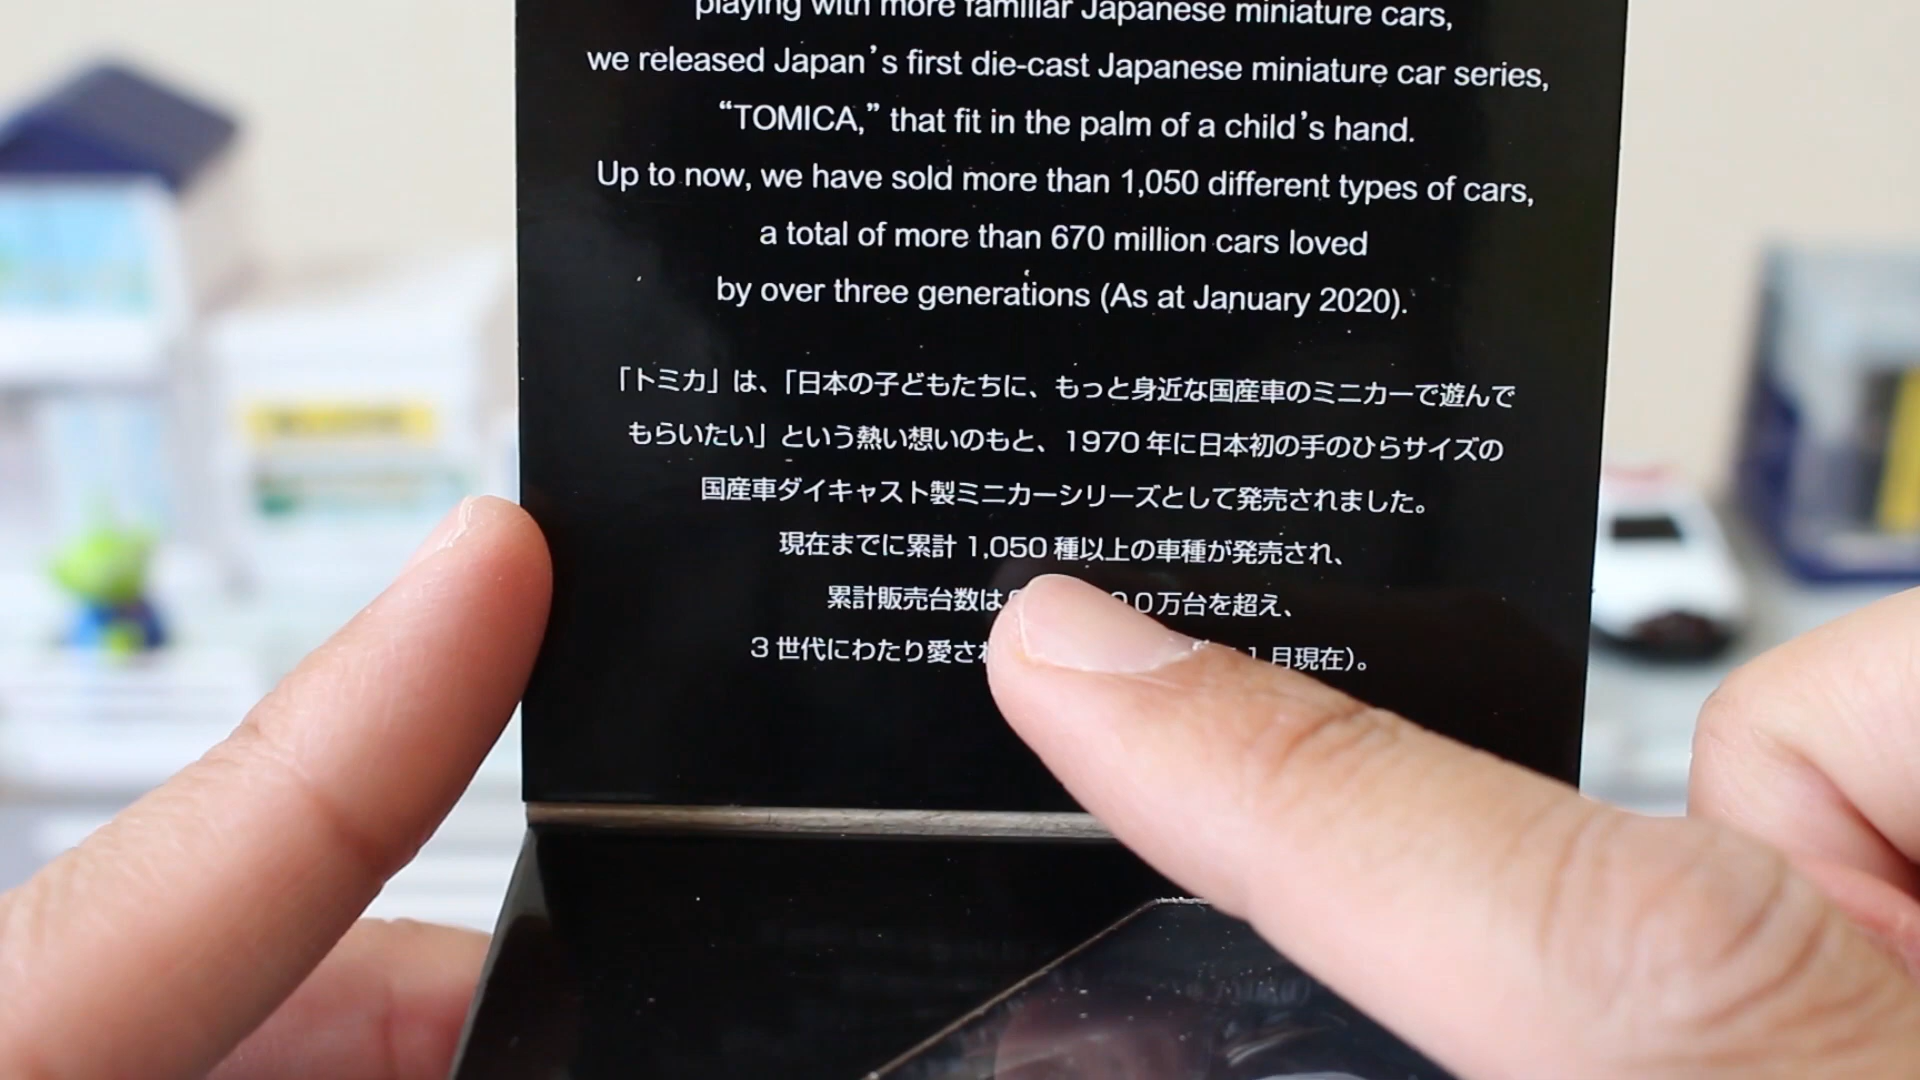 playing with more familiar Japanese miniature cars,
we released Japan’s first die-cast Japanese miniature car series,
“TOMICA,” that fit in the palm of a child’s hand.
Up to now, we have sold more than 1,050 different types of cars,
a total of more than 670 million cars loved
by over three generations (As at January 2020).
「トミカ」は、「日本の子どもたちに、もっと身近な国産車のミニカーで遊んで
もらいたい」という熱い想いのもと、1970 年に日本初の手のひらサイズの
国産車ダイキャスト製ミニカーシリーズとして発売されました。
現在までに累計 1,050 種以上の車種が発売され、
累計販売台数は 万台を超え、
3 世代にわたり愛され 1 月現在）。